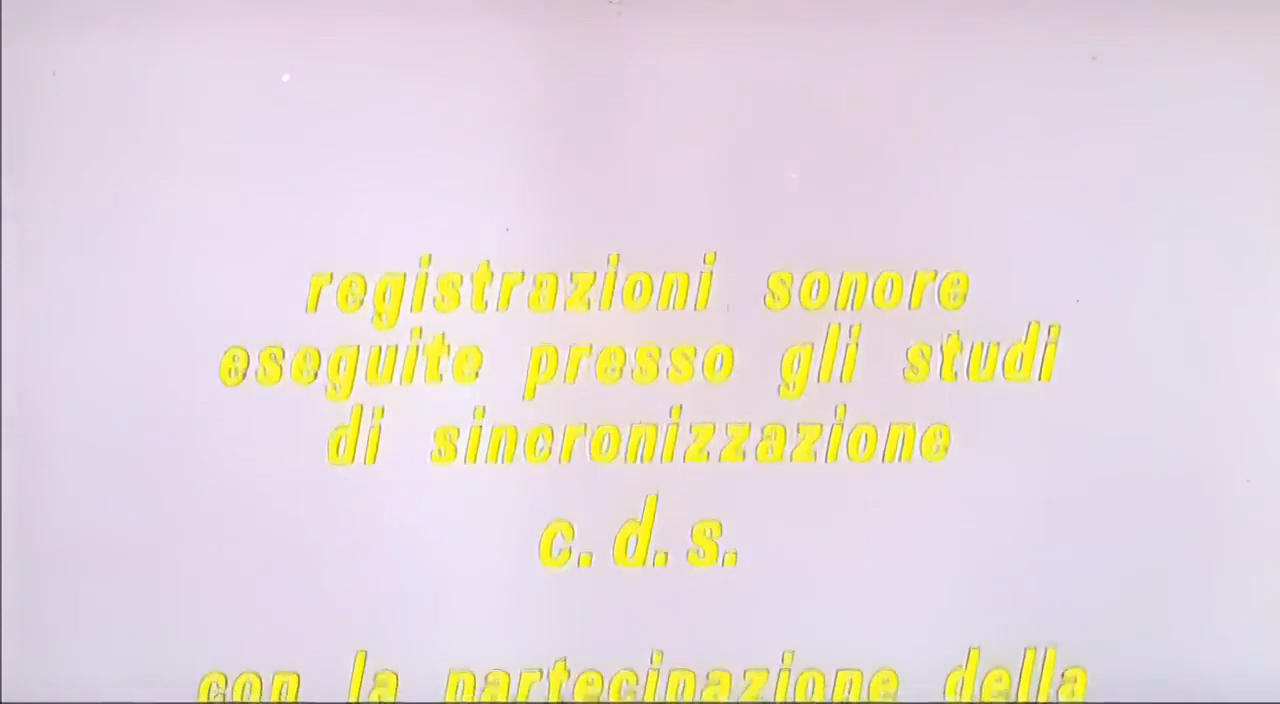 registrazioni sonore
eseguite presso gli studi
di sincronizzazione
c. d. s.
con la partecipazione della